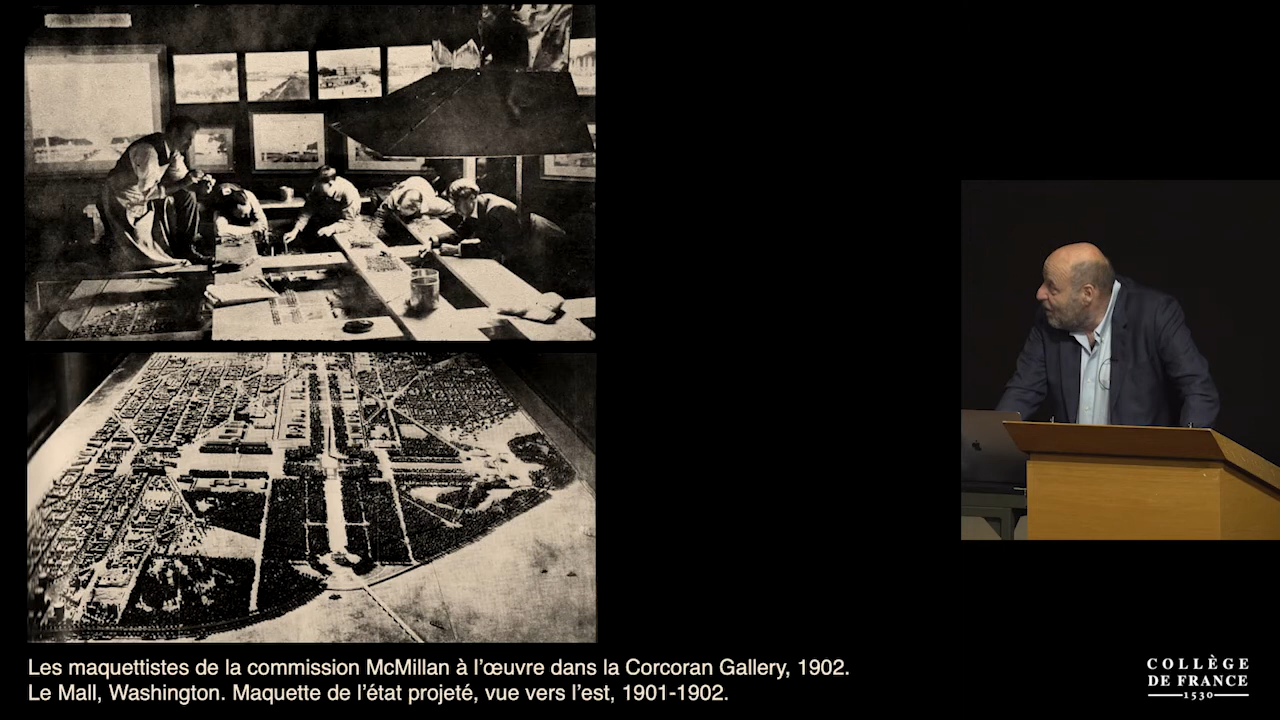 Les maquettistes de la commission McMillan à l’œuvre dans la Corcoran Gallery, 1902.
Le Mall, Washington. Maquette de l’état projeté, vue vers l’est, 1901-1902.
COLLÈGE
DE FRANCE
1530